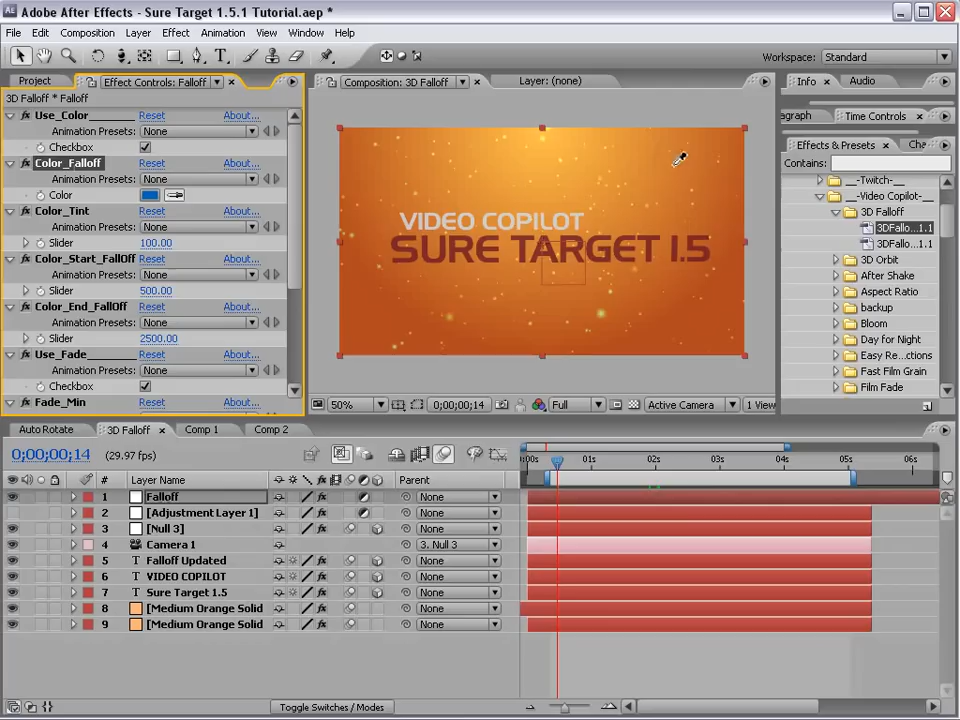 Adobe After Effects - Sure Target 1.5.1 Tutorial.aep *
File Edit Composition Layer Effect Animation View Window Help
Workspace: Standard
Project Effect Controls: Falloff Composition: 3D Falloff Layer: (none) Info Audio
3D Falloff * Falloff
agraph Time Controls
Use_Color_______ Reset About...
Animation Presets: None
Checkbox
Effects & Presets Cha
Contains:
Color_Falloff Reset About...
Animation Presets: None
Color
__-Twitch-__
__-Video Copilot-__
3D Falloff
3DFallo...1.1
3DFallo...1.1
3D Orbit
After Shake
Aspect Ratio
backup
Bloom
Day for Night
Easy Re...ections
Fast Film Grain
Film Fade
Color_Tint Reset About...
Animation Presets: None
Slider 100.00
Color_Start_FallOff Reset About...
Animation Presets: None
Slider 500.00
Color_End_FallOff Reset About...
Animation Presets: None
Slider 2500.00
Use_Fade_______ Reset About...
Animation Presets: None
Checkbox
Fade_Min Reset About...
VIDEO COPILOT
SURE TARGET 1.5
50% 0;00;00;14 Full Active Camera 1 View
Auto Rotate 3D Falloff Comp 1 Comp 2
0;00;00;14 (29.97 fps)
:00s 01s 02s 03s 04s 05s 06s
# Layer Name Parent
1 Falloff None
2 [Adjustment Layer 1] None
3 [Null 3] None
4 Camera 1 3. Null 3
5 T Falloff Updated None
6 T VIDEO COPILOT None
7 T Sure Target 1.5 None
8 [Medium Orange Solid None
9 [Medium Orange Solid None
Toggle Switches / Modes